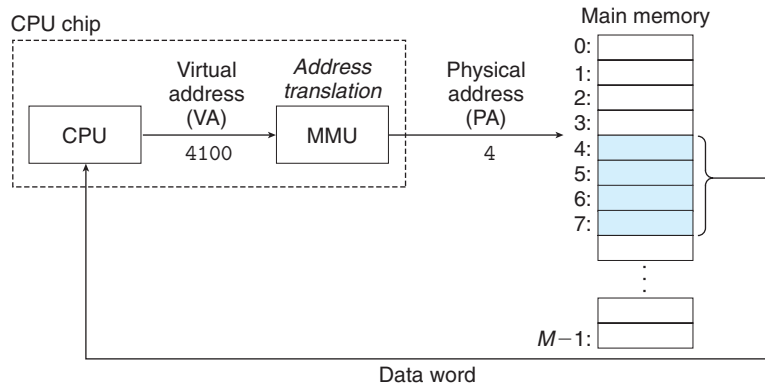 CPU chip
Main memory
Virtual
address
(VA)
Address
translation
Physical
address
(PA)
CPU
MMU
4100
4
0:
1:
2:
3:
4:
5:
6:
7:
M−1:
Data word